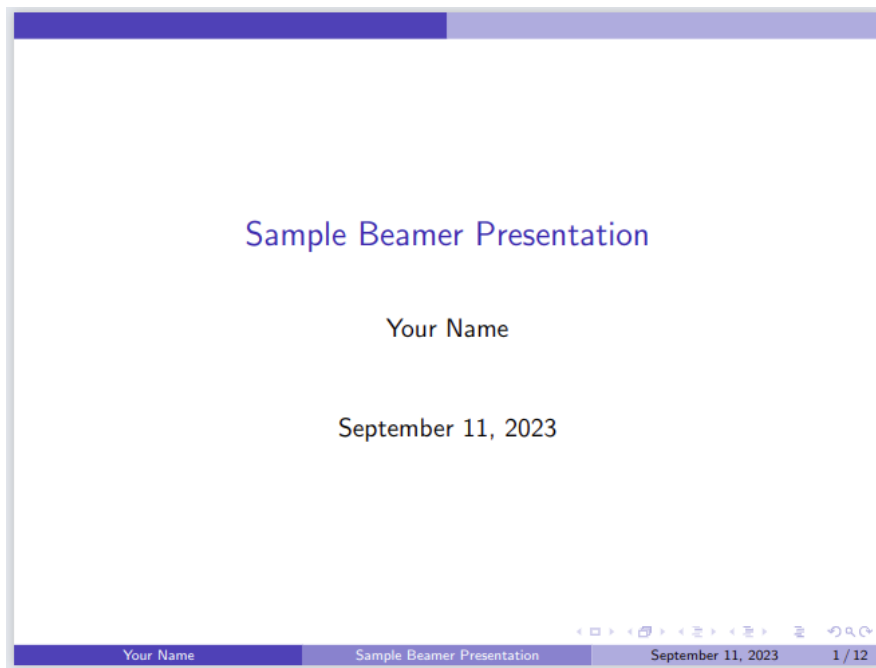 Sample Beamer Presentation
Your Name
September 11, 2023
Your Name Sample Beamer Presentation September 11, 2023 1 / 12